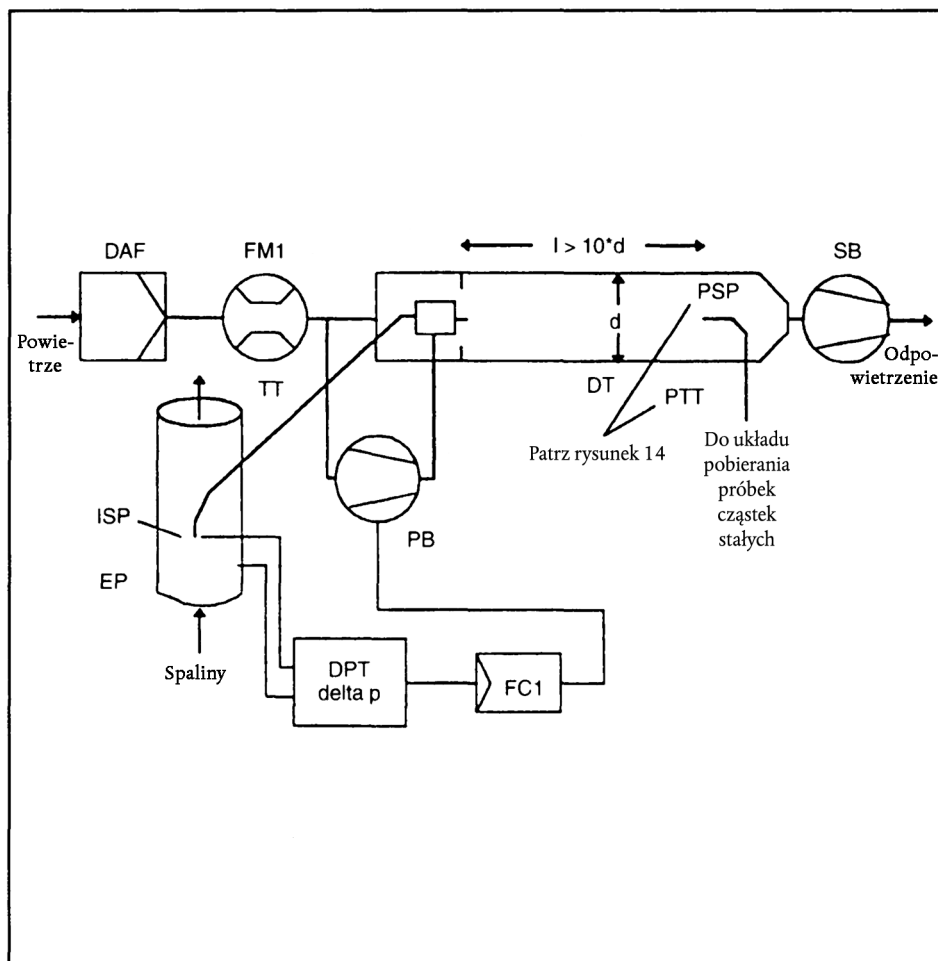 l > 10*d
DAF
FM1
SB
PSP
d
Powie-
trze
Odpo-
wietrzenie
TT
DT
PTT
Patrz rysunek 14
Do układu
pobierania
próbek
cząstek
stałych
ISP
PB
EP
Spaliny
DPT
delta p
FC1